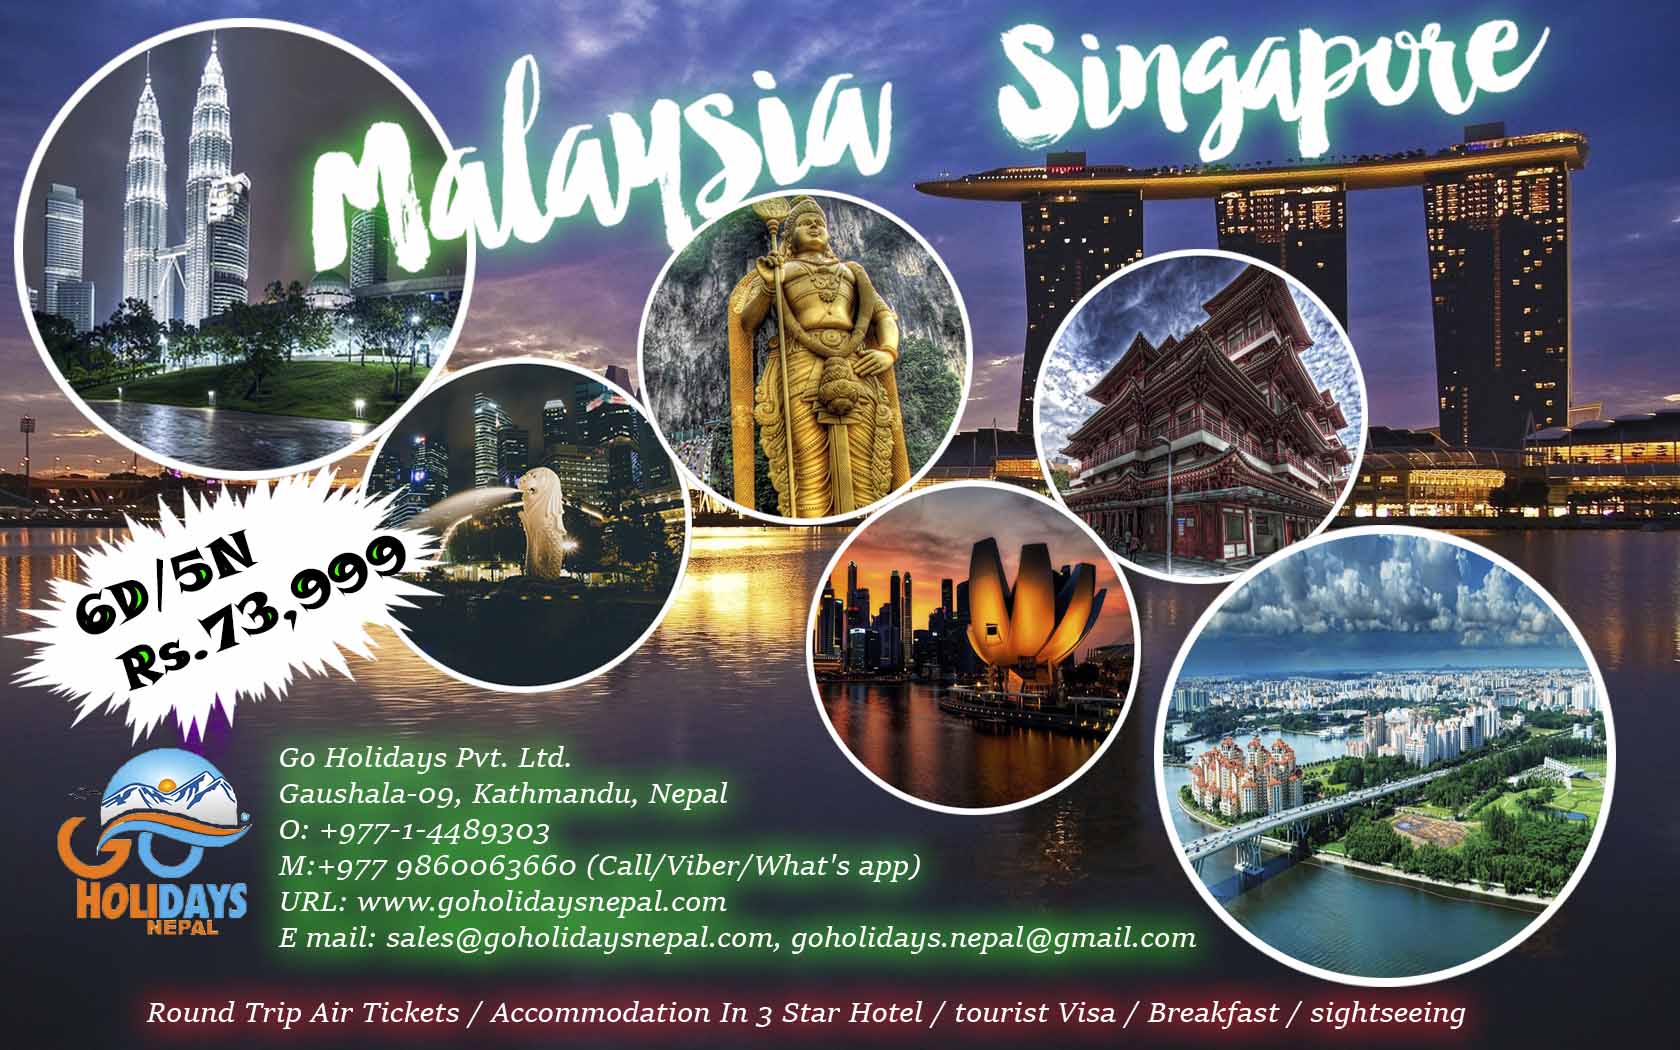 Malaysia Singapore
6D/5N
Rs.73,999
GO
HOLIDAYS
NEPAL
Go Holidays Pvt. Ltd.
Gaushala-09, Kathmandu, Nepal
O: +977-1-4489303
M:+977 9860063660 (Call/Viber/What's app)
URL: www.goholidaysnepal.com
E mail: sales@goholidaysnepal.com, goholidays.nepal@gmail.com
Round Trip Air Tickets / Accommodation In 3 Star Hotel / tourist Visa / Breakfast / sightseeing